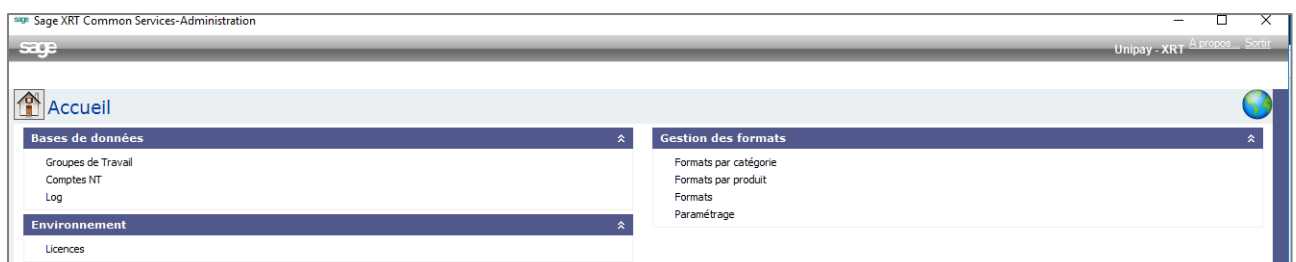 Sage XRT Common Services-Administration
sage
Unipay - XRT A propos... Sortir
Accueil
Bases de données
Groupes de Travail
Comptes NT
Log
Environnement
Licences
Gestion des formats
Formats par catégorie
Formats par produit
Formats
Paramétrage